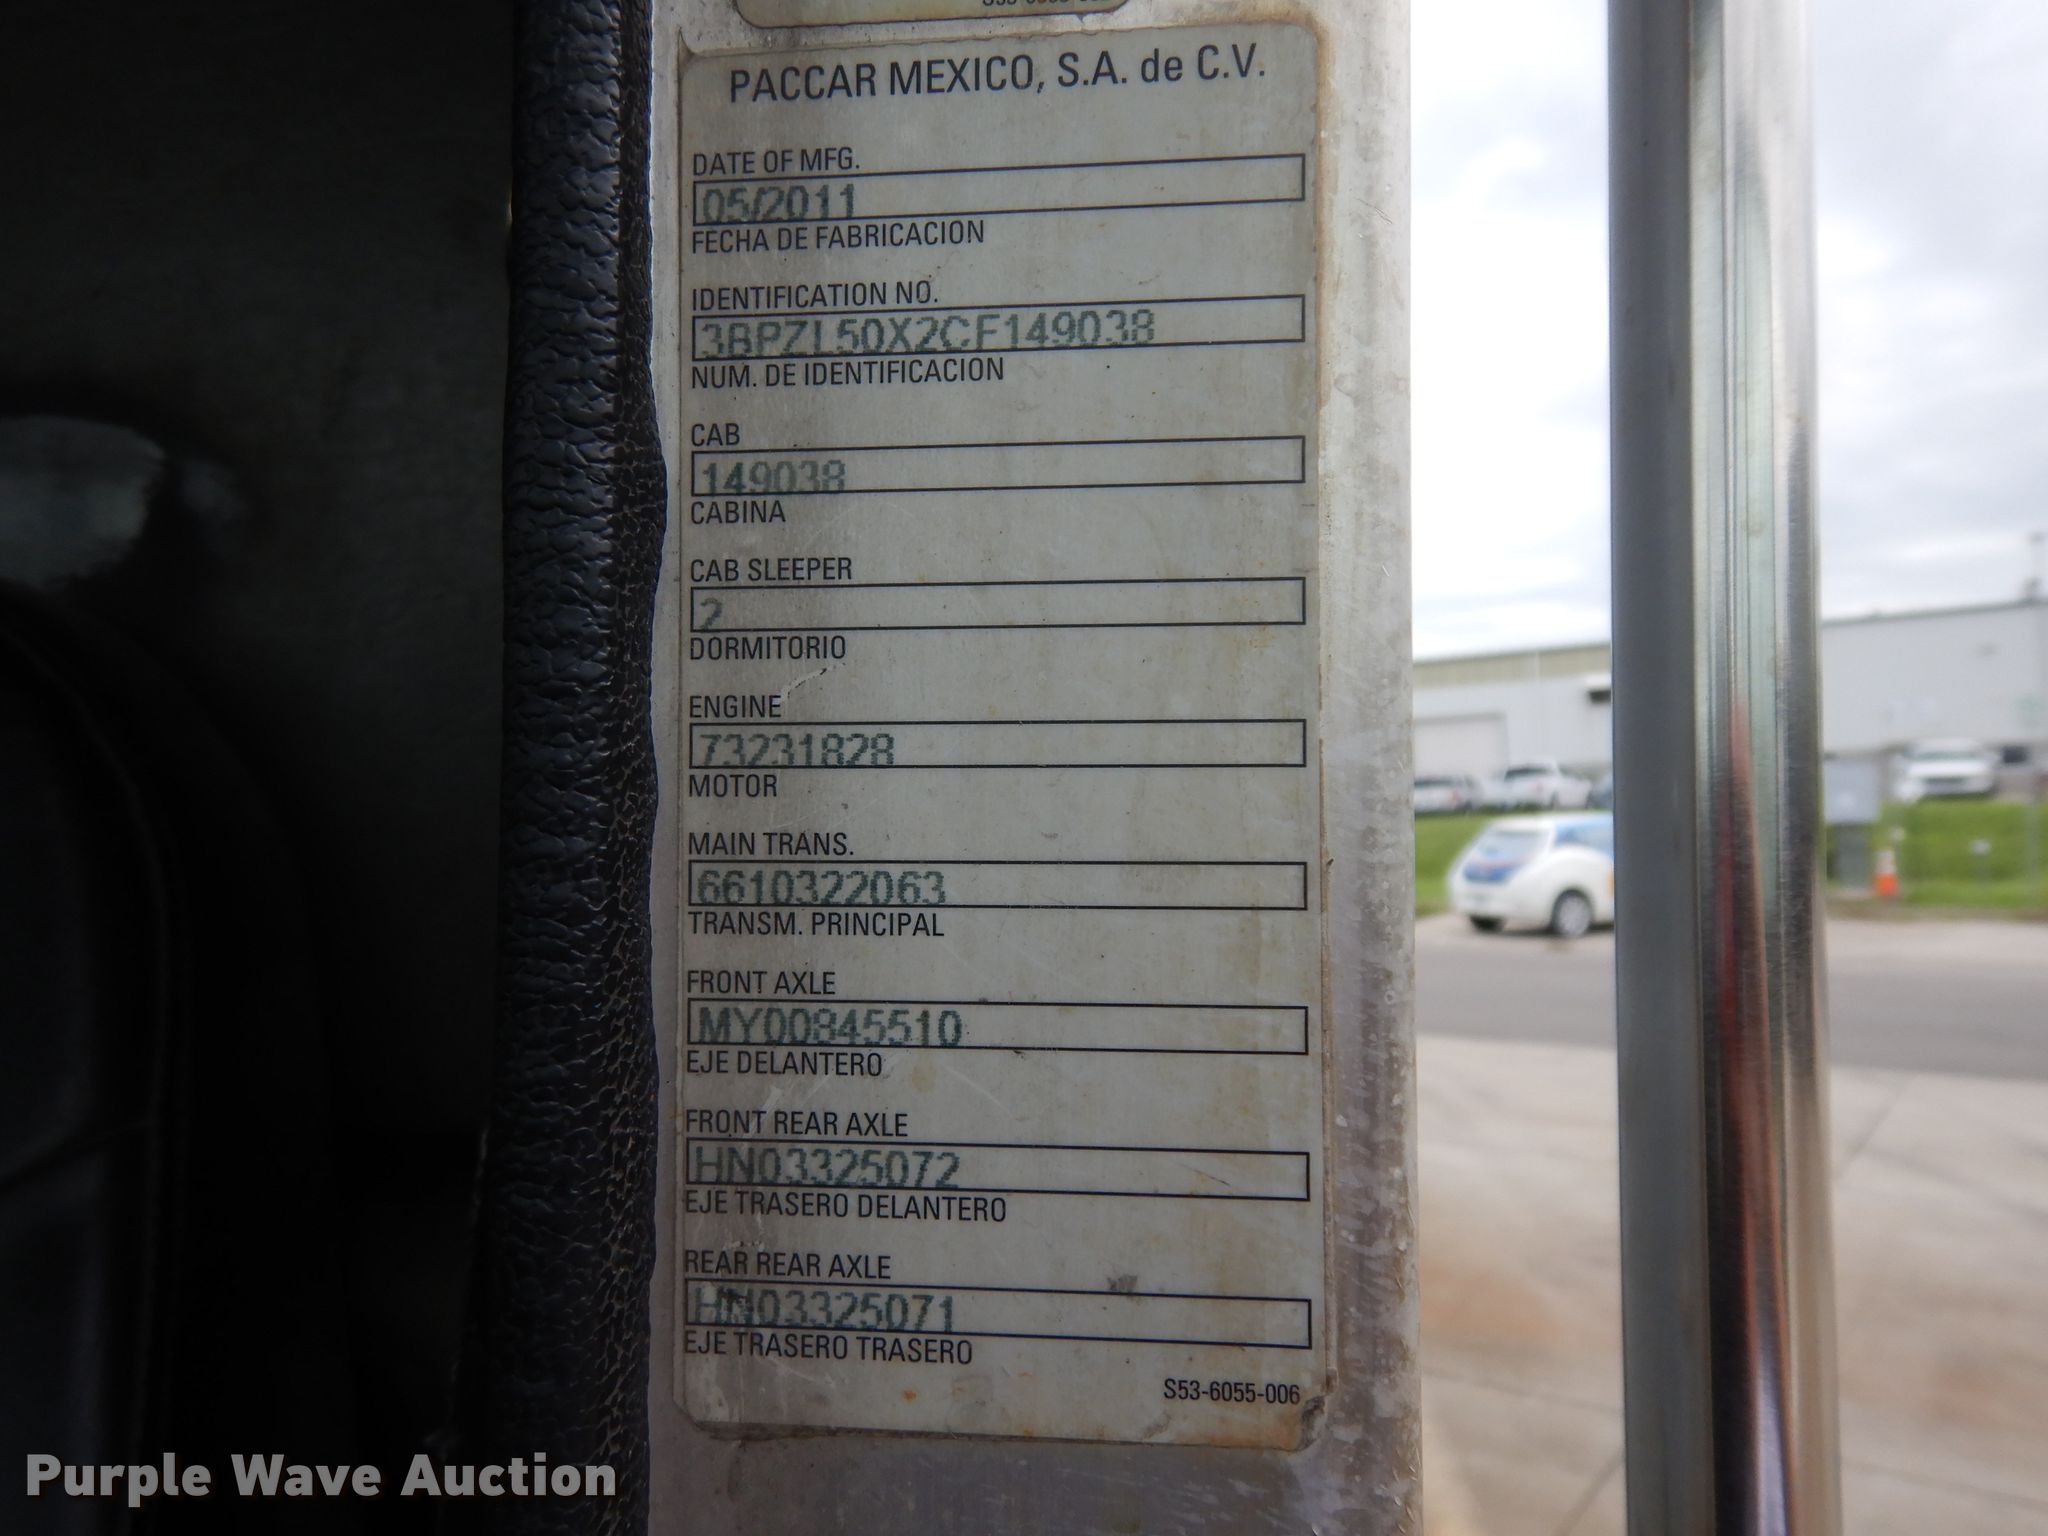 PACCAR MEXICO, S.A. de C.V.
DATE OF MFG.
05/2011
FECHA DE FABRICACION
IDENTIFICATION NO.
3BPZL50X2CF149038
NUM. DE IDENTIFICACION
CAB
149038
CABINA
CAB SLEEPER
2
DORMITORIO
ENGINE
73231828
MOTOR
MAIN TRANS.
6610322063
TRANSM. PRINCIPAL
FRONT AXLE
MY00845510
EJE DELANTERO
FRONT REAR AXLE
HN03325072
EJE TRASERO DELANTERO
REAR REAR AXLE
HN03325071
EJE TRASERO TRASERO
S53-6055-006
Purple Wave Auction